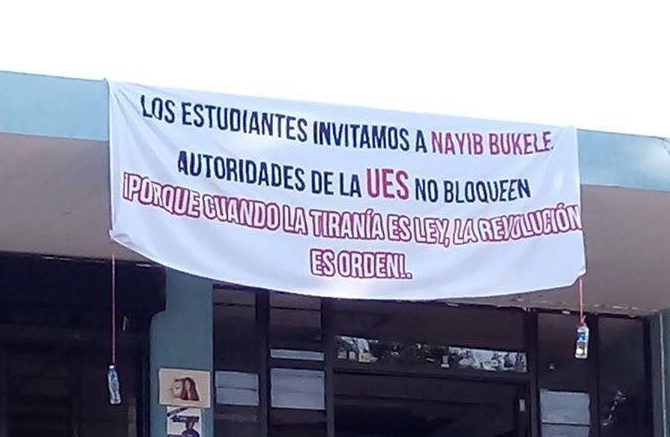 LOS ESTUDIANTES INVITAMOS A NAYIB BUKELE.
AUTORIDADES DE LA UES NO BLOQUEEN
¡PORQUE CUANDO LA TIRANÍA ES LEY, LA REVOLUCIÓN
ES ORDEN!.